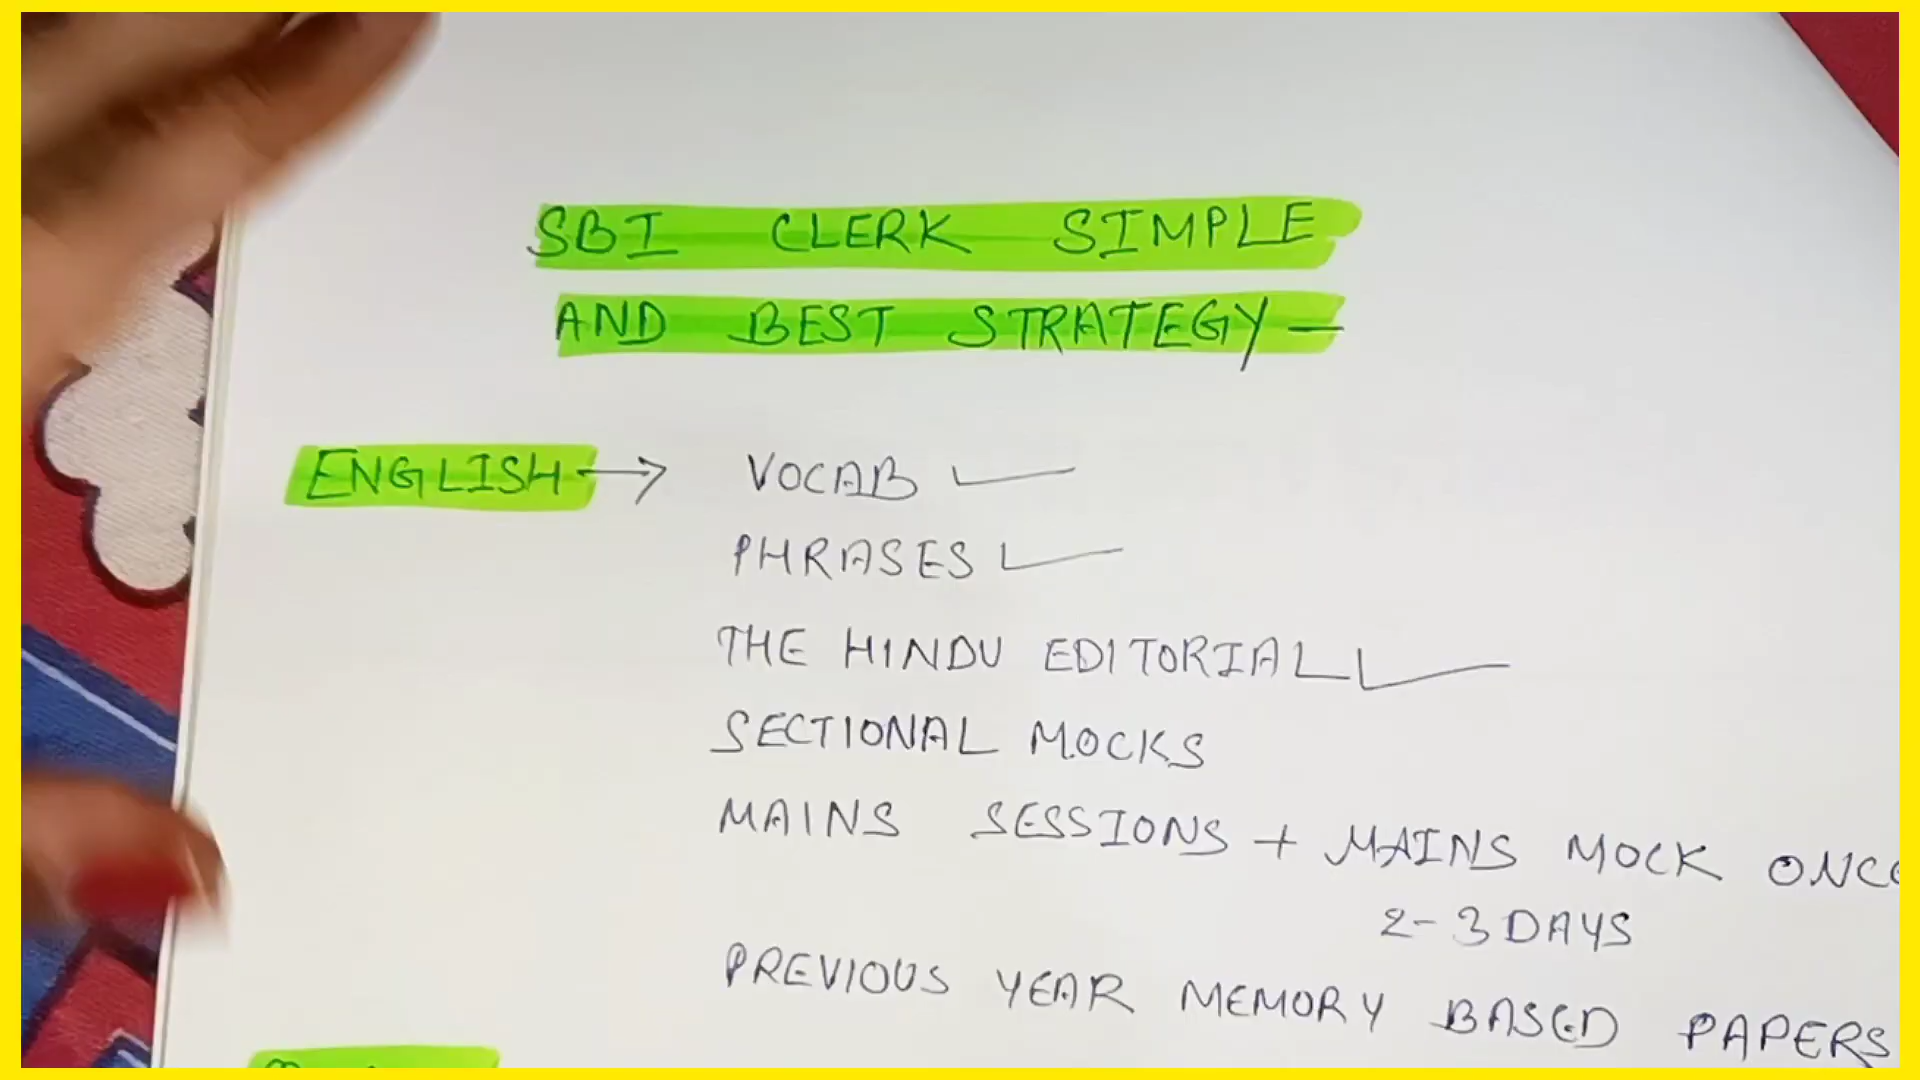 SBI CLERK SIMPLE
AND BEST STRATEGY -
ENGLISH → VOCAB
PHRASES
THE HINDU EDITORIAL
SECTIONAL MOCKS
MAINS SESSIONS + MAINS MOCK ONCE
2-3 DAYS
PREVIOUS YEAR MEMORY BASED PAPERS